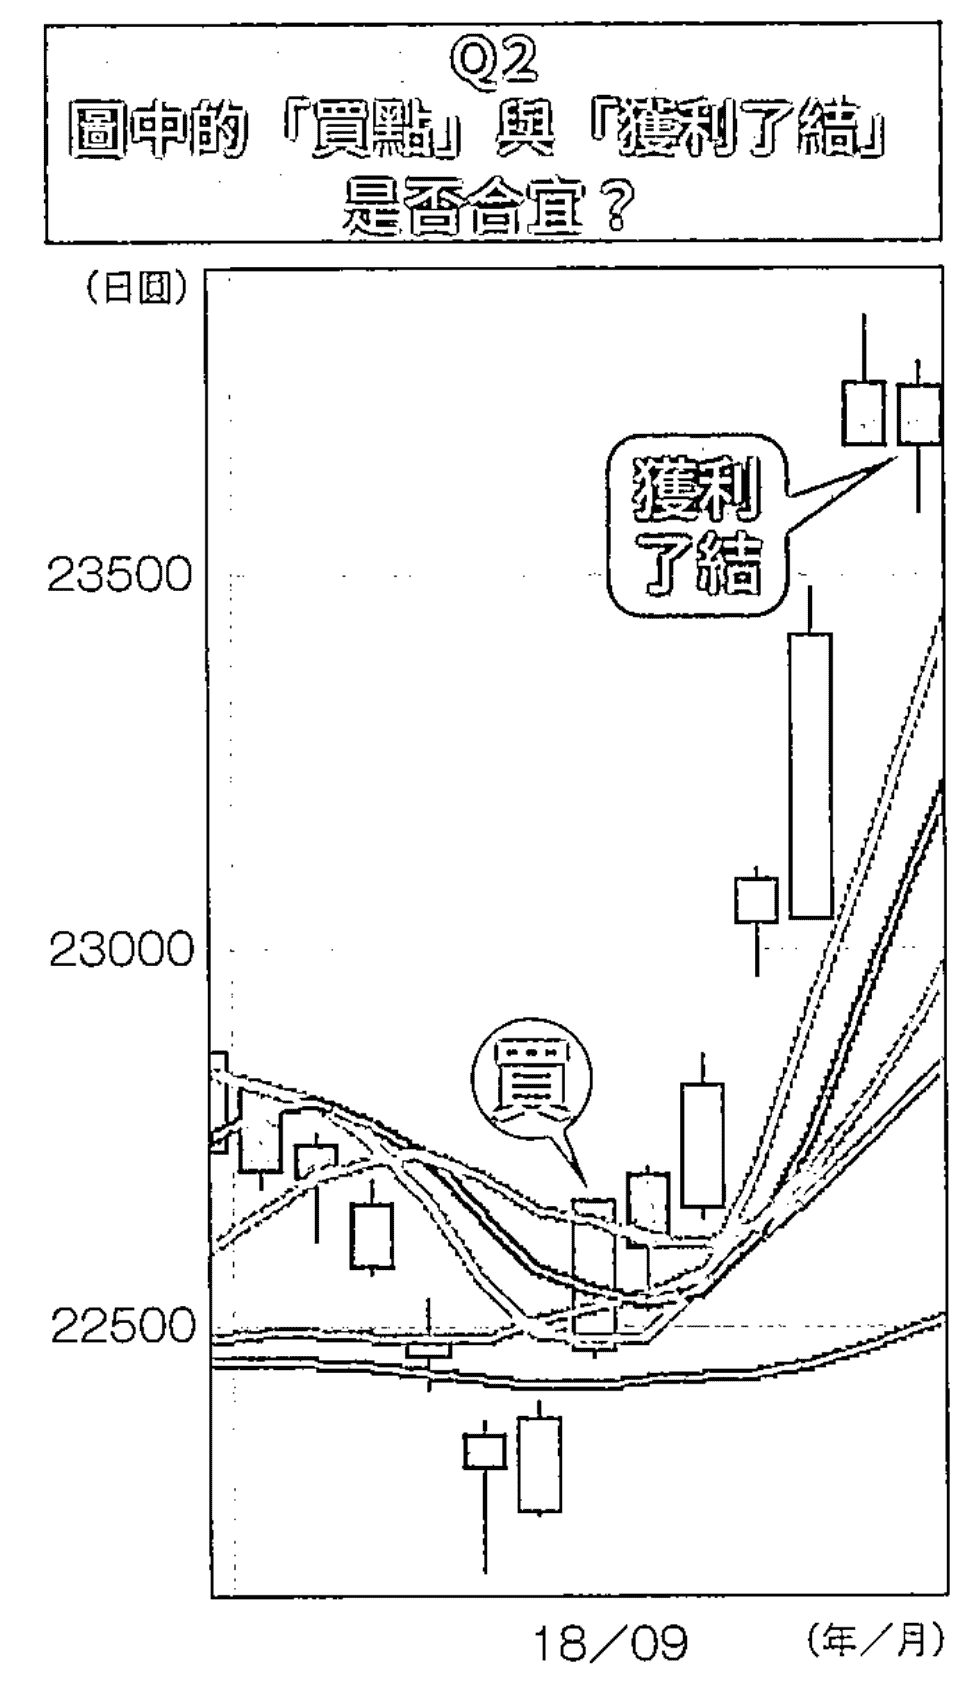 Q2
圖中的「買點」與「獲利了結」
是否合宜？
(日圓)
獲利
了結
23500
23000
買
22500
18／09
(年／月)